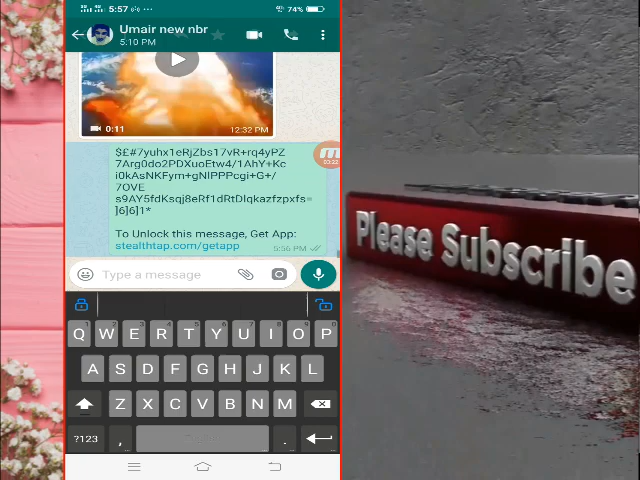 5:57
74%
Umair new nbr
5:10 PM
0:11
12:32 PM
03:22
$£#7yuhx1eRjZbs17vR+rq4yPZ
7Arg0do2PDXuoEtw4/1AhY+Kc
i0kAsNKFym+gNIPPPcgi+G+/
7OVE
s9AY5fdKsqj8eRf1dRtDlqkazfzpxfs=
]6]6]1*
To Unlock this message, Get App:
stealthtap.com/getapp
5:56 PM
Type a message
Q W E R T Y U I O P
A S D F G H J K L
Z X C V B N M
?123 , .
Please Subscribe